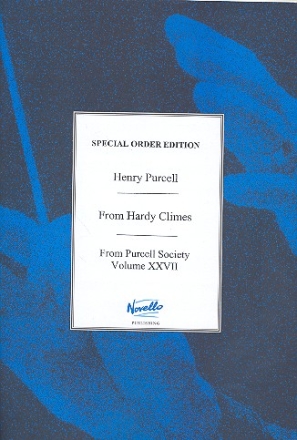 SPECIAL ORDER EDITION
Henry Purcell
From Hardy Climes
From Purcell Society
Volume XXVII
Novello
PUBLISHING